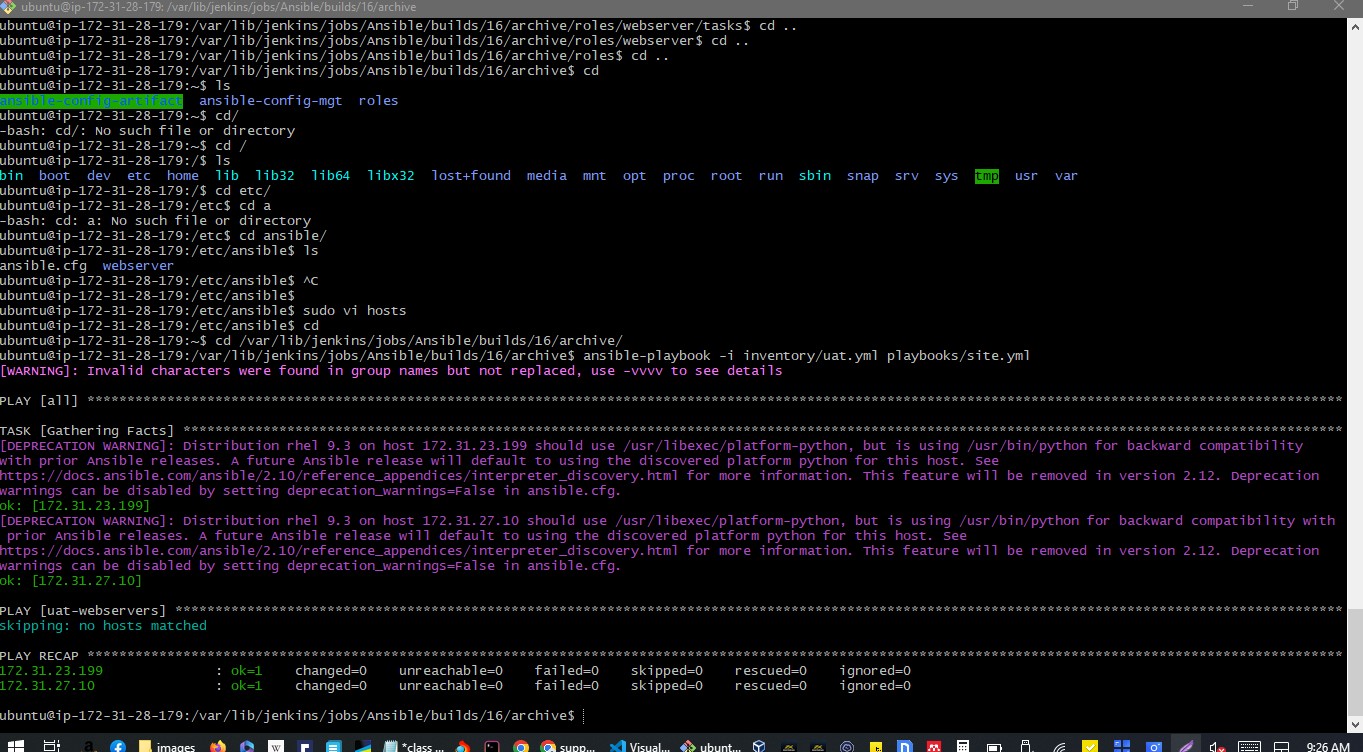 ubuntu@ip-172-31-28-179: /var/lib/jenkins/jobs/Ansible/builds/16/archive
ubuntu@ip-172-31-28-179:/var/lib/jenkins/jobs/Ansible/builds/16/archive/roles/webserver/tasks$ cd ..
ubuntu@ip-172-31-28-179:/var/lib/jenkins/jobs/Ansible/builds/16/archive/roles/webserver$ cd ..
ubuntu@ip-172-31-28-179:/var/lib/jenkins/jobs/Ansible/builds/16/archive/roles$ cd ..
ubuntu@ip-172-31-28-179:/var/lib/jenkins/jobs/Ansible/builds/16/archive$ cd
ubuntu@ip-172-31-28-179:~$ ls
ansible-config-artifact  ansible-config-mgt  roles
ubuntu@ip-172-31-28-179:~$ cd/
-bash: cd/: No such file or directory
ubuntu@ip-172-31-28-179:~$ cd /
ubuntu@ip-172-31-28-179:/$ ls
bin  boot  dev  etc  home  lib  lib32  lib64  libx32  lost+found  media  mnt  opt  proc  root  run  sbin  snap  srv  sys  tmp  usr  var
ubuntu@ip-172-31-28-179:/$ cd etc/
ubuntu@ip-172-31-28-179:/etc$ cd a
-bash: cd: a: No such file or directory
ubuntu@ip-172-31-28-179:/etc$ cd ansible/
ubuntu@ip-172-31-28-179:/etc/ansible$ ls
ansible.cfg  webserver
ubuntu@ip-172-31-28-179:/etc/ansible$ ^C
ubuntu@ip-172-31-28-179:/etc/ansible$
ubuntu@ip-172-31-28-179:/etc/ansible$ sudo vi hosts
ubuntu@ip-172-31-28-179:/etc/ansible$ cd
ubuntu@ip-172-31-28-179:~$ cd /var/lib/jenkins/jobs/Ansible/builds/16/archive/
ubuntu@ip-172-31-28-179:/var/lib/jenkins/jobs/Ansible/builds/16/archive$ ansible-playbook -i inventory/uat.yml playbooks/site.yml
[WARNING]: Invalid characters were found in group names but not replaced, use -vvvv to see details
PLAY [all] ****************************************************************************************************
TASK [Gathering Facts] ****************************************************************************************************
[DEPRECATION WARNING]: Distribution rhel 9.3 on host 172.31.23.199 should use /usr/libexec/platform-python, but is using /usr/bin/python for backward compatibility
with prior Ansible releases. A future Ansible release will default to using the discovered platform python for this host. See
https://docs.ansible.com/ansible/2.10/reference_appendices/interpreter_discovery.html for more information. This feature will be removed in version 2.12. Deprecation
warnings can be disabled by setting deprecation_warnings=False in ansible.cfg.
ok: [172.31.23.199]
[DEPRECATION WARNING]: Distribution rhel 9.3 on host 172.31.27.10 should use /usr/libexec/platform-python, but is using /usr/bin/python for backward compatibility with
prior Ansible releases. A future Ansible release will default to using the discovered platform python for this host. See
https://docs.ansible.com/ansible/2.10/reference_appendices/interpreter_discovery.html for more information. This feature will be removed in version 2.12. Deprecation
warnings can be disabled by setting deprecation_warnings=False in ansible.cfg.
ok: [172.31.27.10]
PLAY [uat-webservers] ****************************************************************************************************
skipping: no hosts matched
PLAY RECAP ****************************************************************************************************
172.31.23.199 : ok=1 changed=0 unreachable=0 failed=0 skipped=0 rescued=0 ignored=0
172.31.27.10 : ok=1 changed=0 unreachable=0 failed=0 skipped=0 rescued=0 ignored=0
ubuntu@ip-172-31-28-179:/var/lib/jenkins/jobs/Ansible/builds/16/archive$
images *class ... supp... Visual... ubunt... 9:26 AM